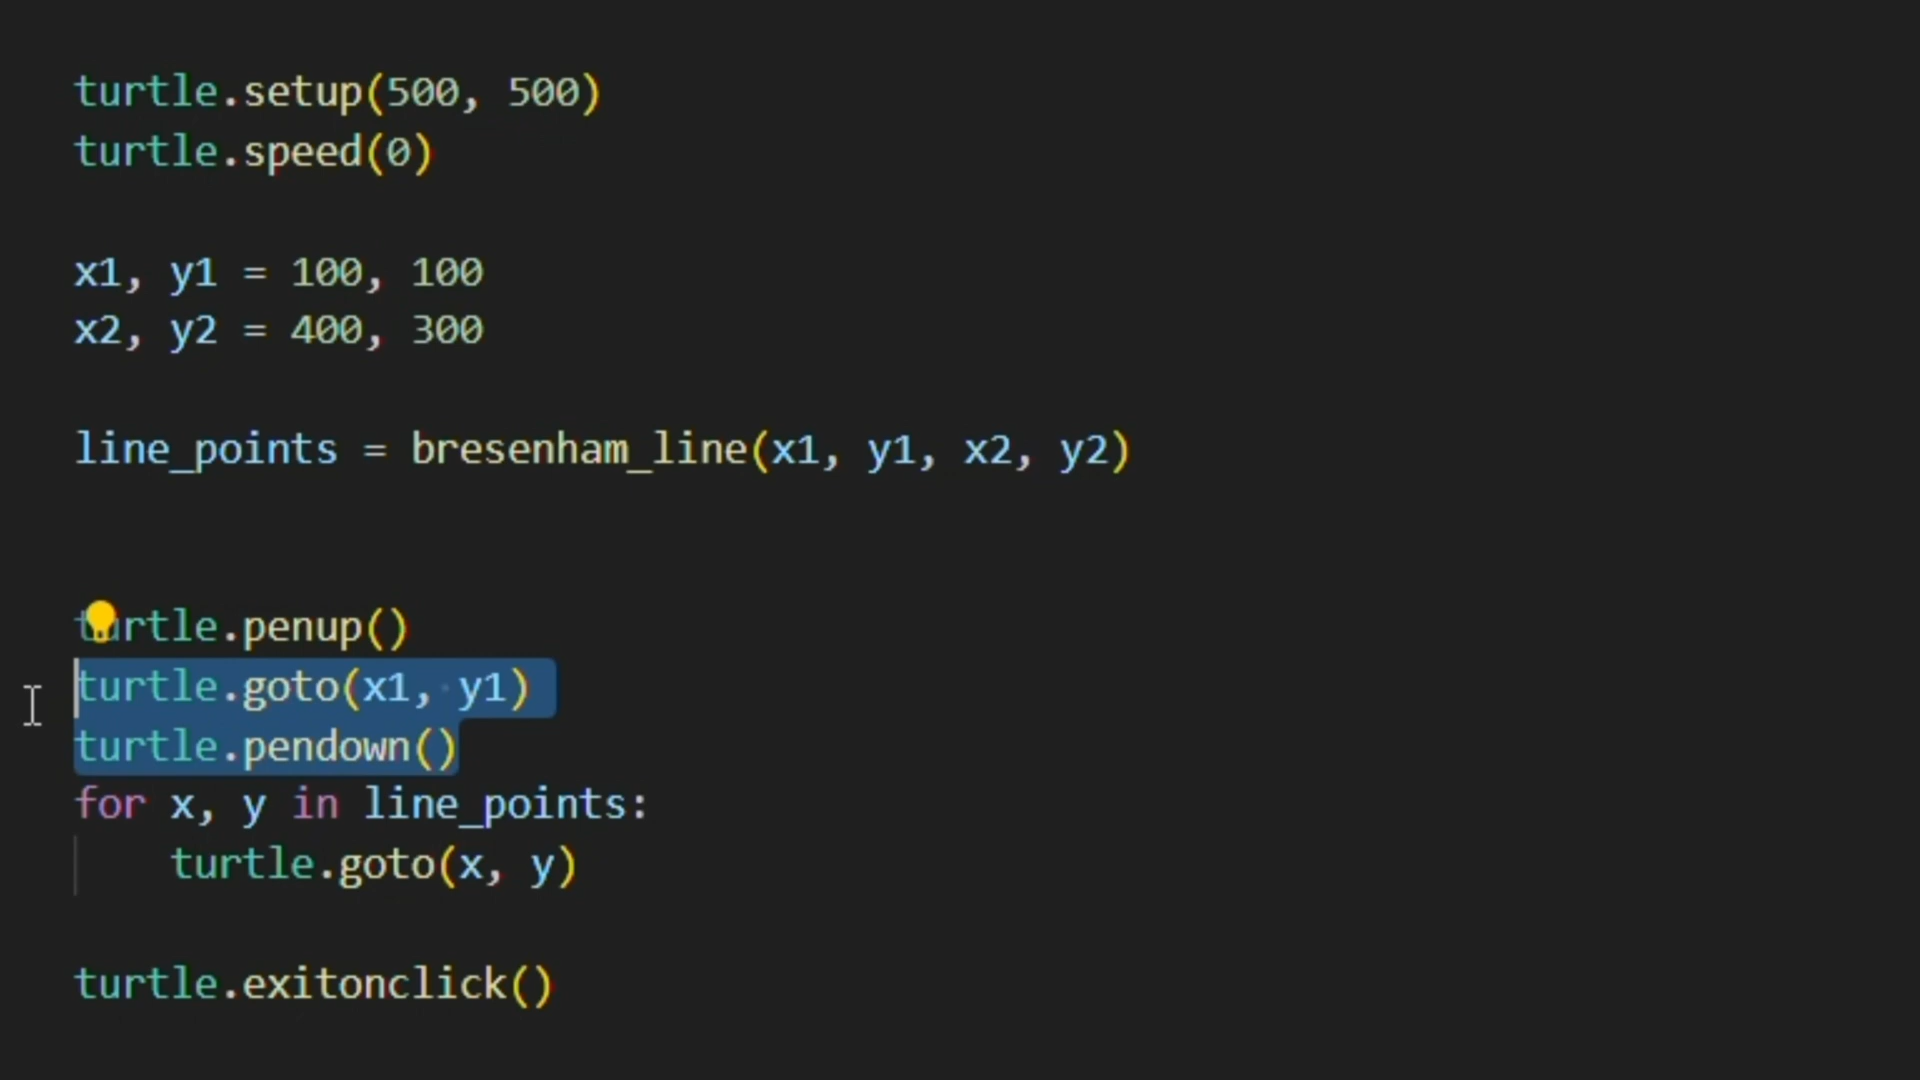 turtle.setup(500, 500)
turtle.speed(0)
x1, y1 = 100, 100
x2, y2 = 400, 300
line_points = bresenham_line(x1, y1, x2, y2)
turtle.penup()
turtle.goto(x1, y1)
turtle.pendown()
for x, y in line_points:
    turtle.goto(x, y)
turtle.exitonclick()